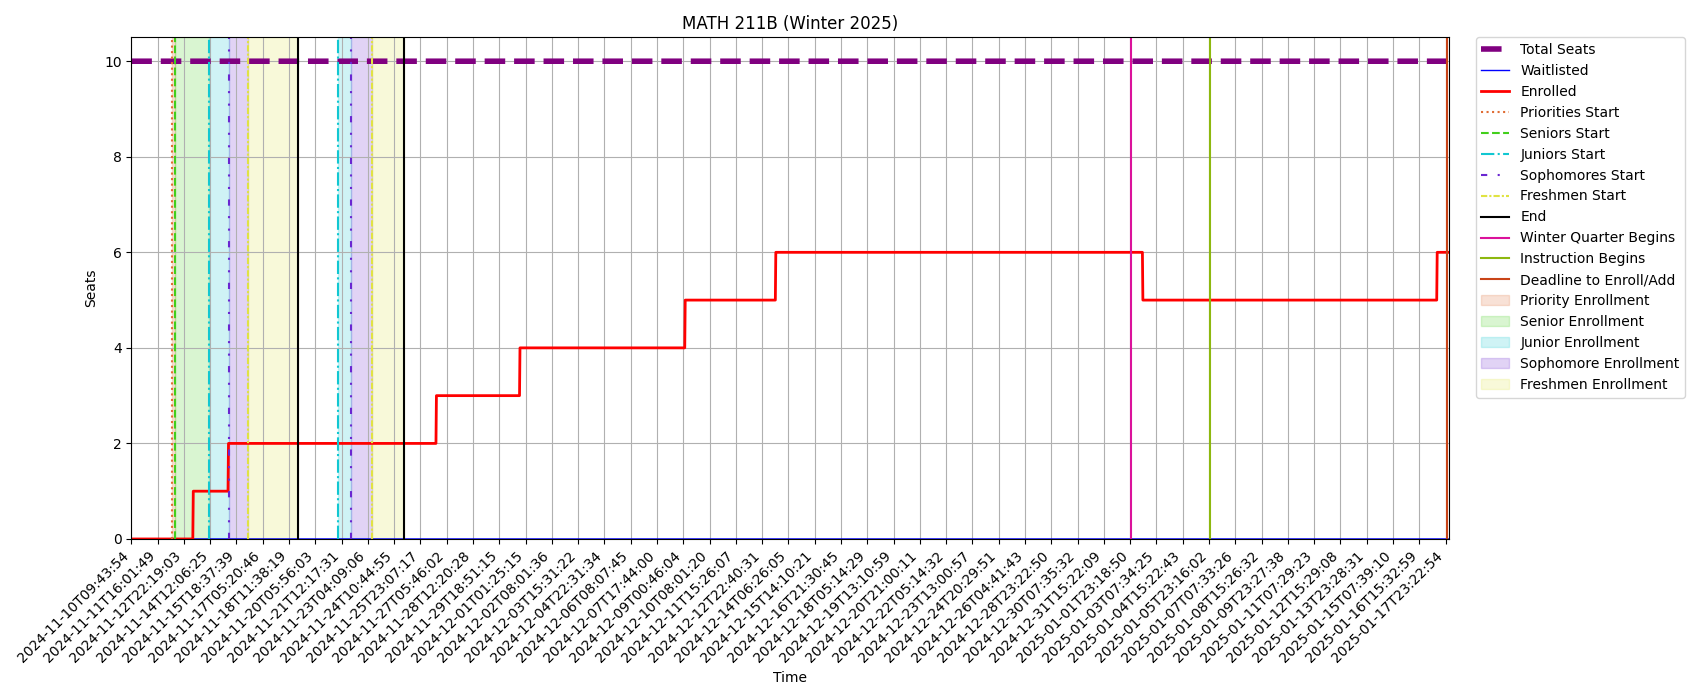 MATH 211B (Winter 2025)
10
8
6
4
2
0
Seats
2024-11-10T09:43:54
2024-11-11T16:01:49
2024-11-12T22:19:03
2024-11-14T12:06:25
2024-11-15T18:37:39
2024-11-17T05:20:46
2024-11-18T11:38:19
2024-11-20T05:56:03
2024-11-21T12:17:31
2024-11-23T04:09:06
2024-11-24T10:44:55
2024-11-25T23:07:17
2024-11-27T05:46:02
2024-11-28T12:20:28
2024-11-29T18:51:15
2024-12-01T01:25:15
2024-12-02T08:01:36
2024-12-03T15:31:22
2024-12-04T22:31:34
2024-12-06T08:07:45
2024-12-07T17:44:00
2024-12-09T00:46:04
2024-12-10T08:01:20
2024-12-11T15:26:07
2024-12-12T22:40:31
2024-12-14T06:26:05
2024-12-15T14:10:21
2024-12-16T21:30:45
2024-12-18T05:14:29
2024-12-19T13:10:59
2024-12-20T21:00:11
2024-12-22T05:14:32
2024-12-23T13:00:57
2024-12-24T20:29:51
2024-12-26T04:41:43
2024-12-28T23:22:50
2024-12-30T07:35:32
2024-12-31T15:22:09
2025-01-01T23:18:50
2025-01-03T07:34:25
2025-01-04T15:22:43
2025-01-05T23:16:02
2025-01-07T07:33:26
2025-01-08T15:26:32
2025-01-09T23:27:38
2025-01-11T07:29:23
2025-01-12T15:29:08
2025-01-13T23:28:31
2025-01-15T07:39:10
2025-01-16T15:32:59
2025-01-17T23:22:54
Time
Total Seats
Waitlisted
Enrolled
Priorities Start
Seniors Start
Juniors Start
Sophomores Start
Freshmen Start
End
Winter Quarter Begins
Instruction Begins
Deadline to Enroll/Add
Priority Enrollment
Senior Enrollment
Junior Enrollment
Sophomore Enrollment
Freshmen Enrollment